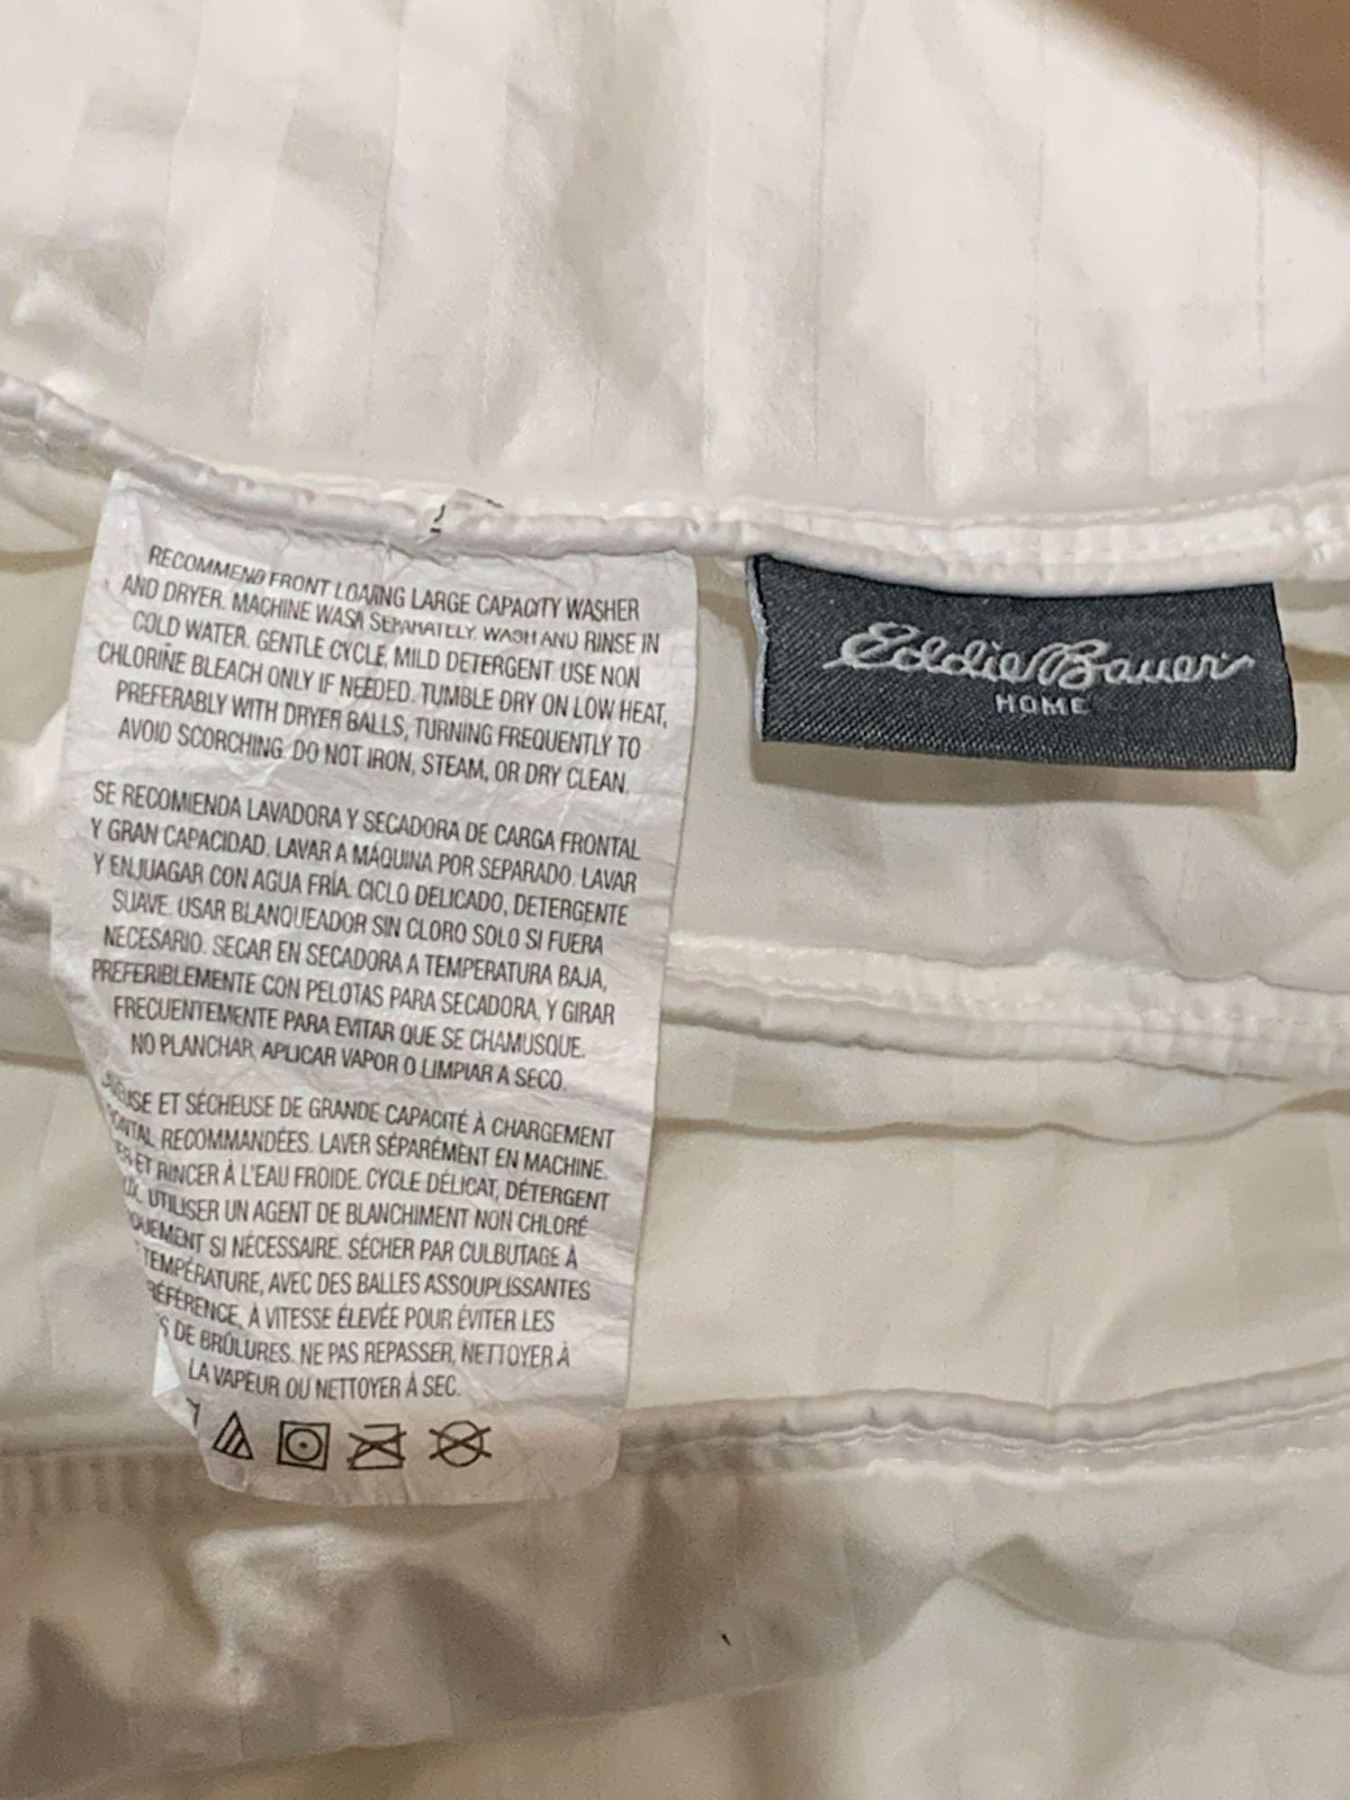 RECOMMEND FRONT LOADING LARGE CAPACITY WASHER
AND DRYER. MACHINE WASH SEPARATELY. WASH AND RINSE IN
COLD WATER. GENTLE CYCLE, MILD DETERGENT. USE NON
CHLORINE BLEACH ONLY IF NEEDED. TUMBLE DRY ON LOW HEAT,
PREFERABLY WITH DRYER BALLS, TURNING FREQUENTLY TO
AVOID SCORCHING. DO NOT IRON, STEAM, OR DRY CLEAN.
SE RECOMIENDA LAVADORA Y SECADORA DE CARGA FRONTAL
Y GRAN CAPACIDAD. LAVAR A MÁQUINA POR SEPARADO. LAVAR
Y ENJUAGAR CON AGUA FRÍA. CICLO DELICADO, DETERGENTE
SUAVE. USAR BLANQUEADOR SIN CLORO SOLO SI FUERA
NECESARIO. SECAR EN SECADORA A TEMPERATURA BAJA,
PREFERIBLEMENTE CON PELOTAS PARA SECADORA, Y GIRAR
FRECUENTEMENTE PARA EVITAR QUE SE CHAMUSQUE.
NO PLANCHAR, APLICAR VAPOR O LIMPIAR A SECO.
ET SÉCHEUSE DE GRANDE CAPACITÉ À CHARGEMENT
RECOMMANDÉES. LAVER SÉPARÉMENT EN MACHINE.
ET RINCER À L'EAU FROIDE. CYCLE DÉLICAT, DÉTERGENT
UTILISER UN AGENT DE BLANCHIMENT NON CHLORÉ
SI NÉCESSAIRE. SÉCHER PAR CULBUTAGE À
TEMPÉRATURE, AVEC DES BALLES ASSOUPLISSANTES
À VITESSE ÉLEVÉE POUR ÉVITER LES
DE BRÛLURES. NE PAS REPASSER, NETTOYER À
LA VAPEUR OU NETTOYER À SEC.
Eddie Bauer
HOME